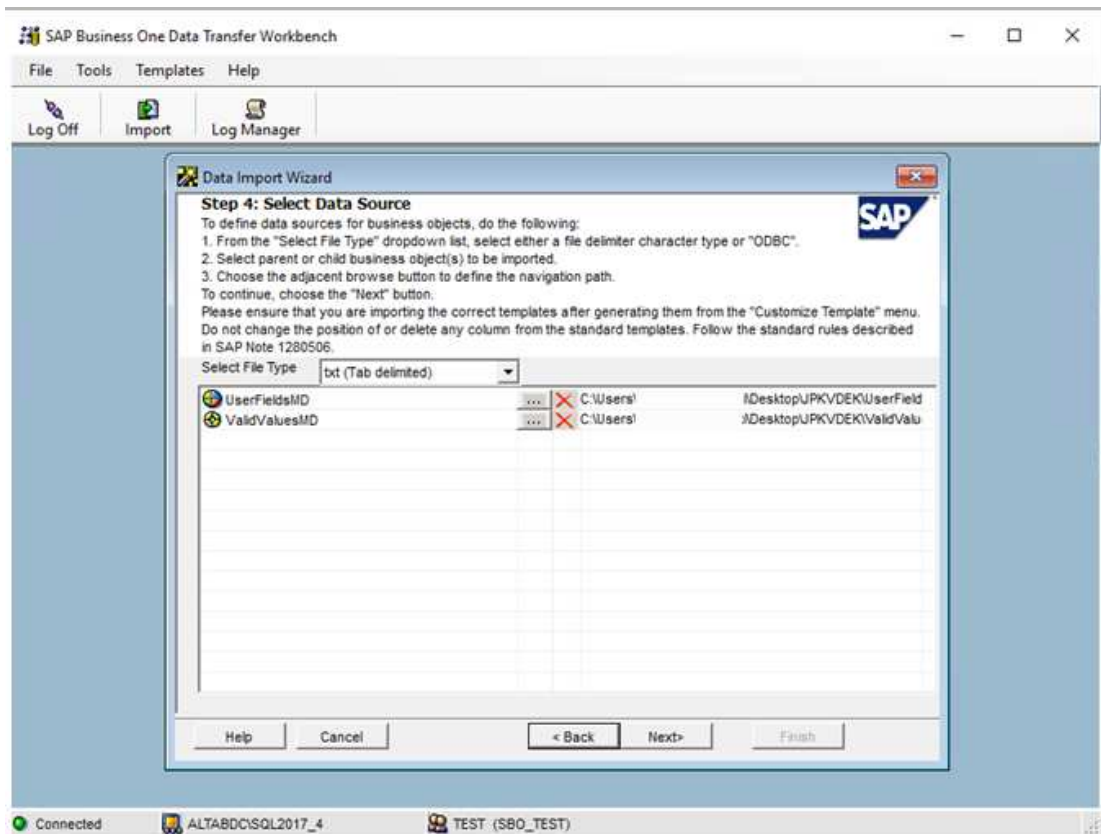 SAP Business One Data Transfer Workbench
File Tools Templates Help
Log Off Import Log Manager
Data Import Wizard
Step 4: Select Data Source
SAP
To define data sources for business objects, do the following:
1. From the "Select File Type" dropdown list, select either a file delimiter character type or "ODBC".
2. Select parent or child business object(s) to be imported.
3. Choose the adjacent browse button to define the navigation path.
To continue, choose the "Next" button.
Please ensure that you are importing the correct templates after generating them from the "Customize Template" menu.
Do not change the position of or delete any column from the standard templates. Follow the standard rules described
in SAP Note 1280506.
Select File Type txt (Tab delimited)
UserFieldsMD ... C:\Users\ \Desktop\JPKVDEK\UserField
ValidValuesMD ... C:\Users\ \Desktop\JPKVDEK\ValidValu
Help Cancel < Back Next> Finish
Connected ALTABDC\SQL2017_4 TEST (SBO_TEST)